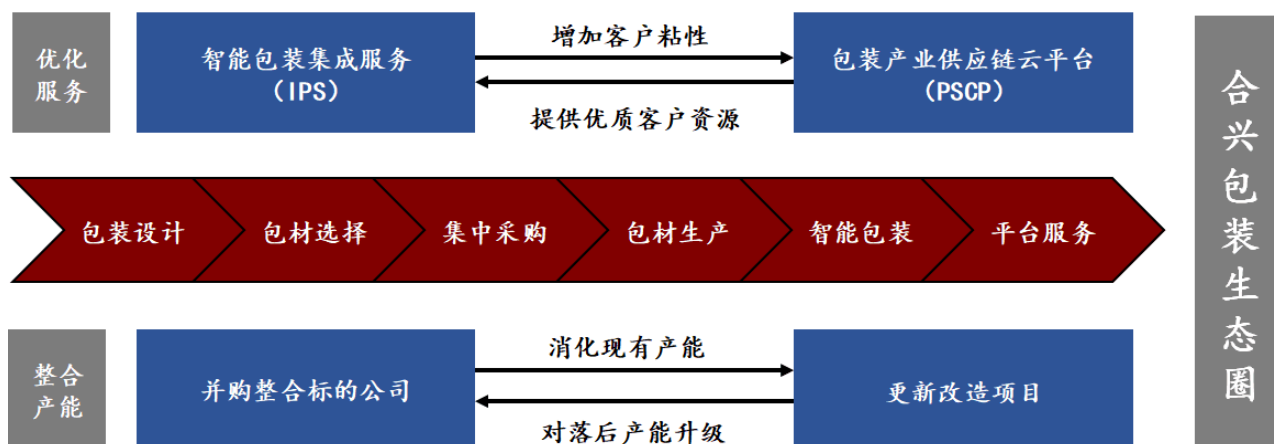 优化
服务
智能包装集成服务
（IPS）
增加客户粘性
提供优质客户资源
包装产业供应链云平台
（PSCP）
包装设计
包材选择
集中采购
包材生产
智能包装
平台服务
整合
产能
并购整合标的公司
消化现有产能
对落后产能升级
更新改造项目
合兴包装生态圈